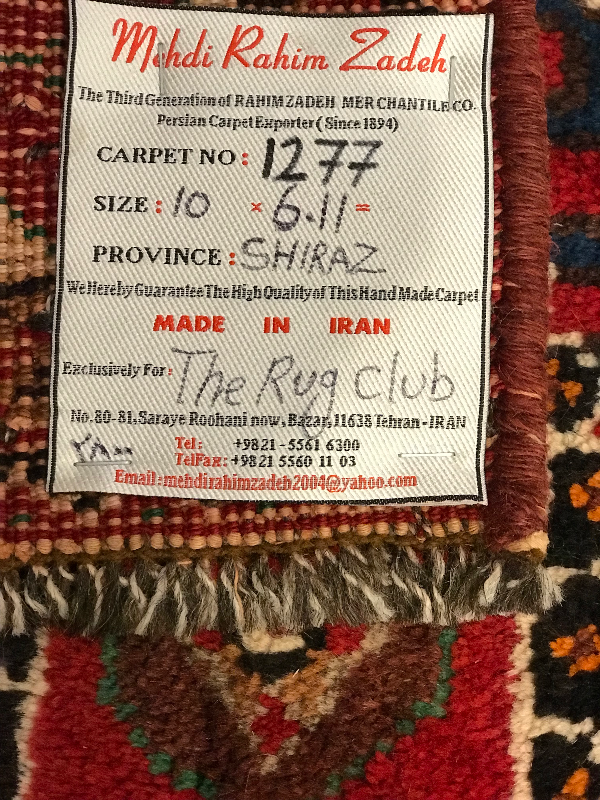 Mehdi Rahim Zadeh
The Third Generation of RAHIMZADEH MERCHANTILE CO.
Persian Carpet Exporter ( Since 1894)
CARPET NO : 1277
SIZE : 10 × 6.11 =
PROVINCE : SHIRAZ
We Hereby Guarantee The High Quality of This Hand Made Carpet
MADE IN IRAN
Exclusively For : The Rug Club
No. 80-81, Saraye Roohani now, Bazar, 11638 Tehran - IRAN
۲۸۰۰
Tel : +9821 - 5561 6300
TelFax : +9821 5560 11 03
Email : mehdirahimzadeh2004@yahoo.com